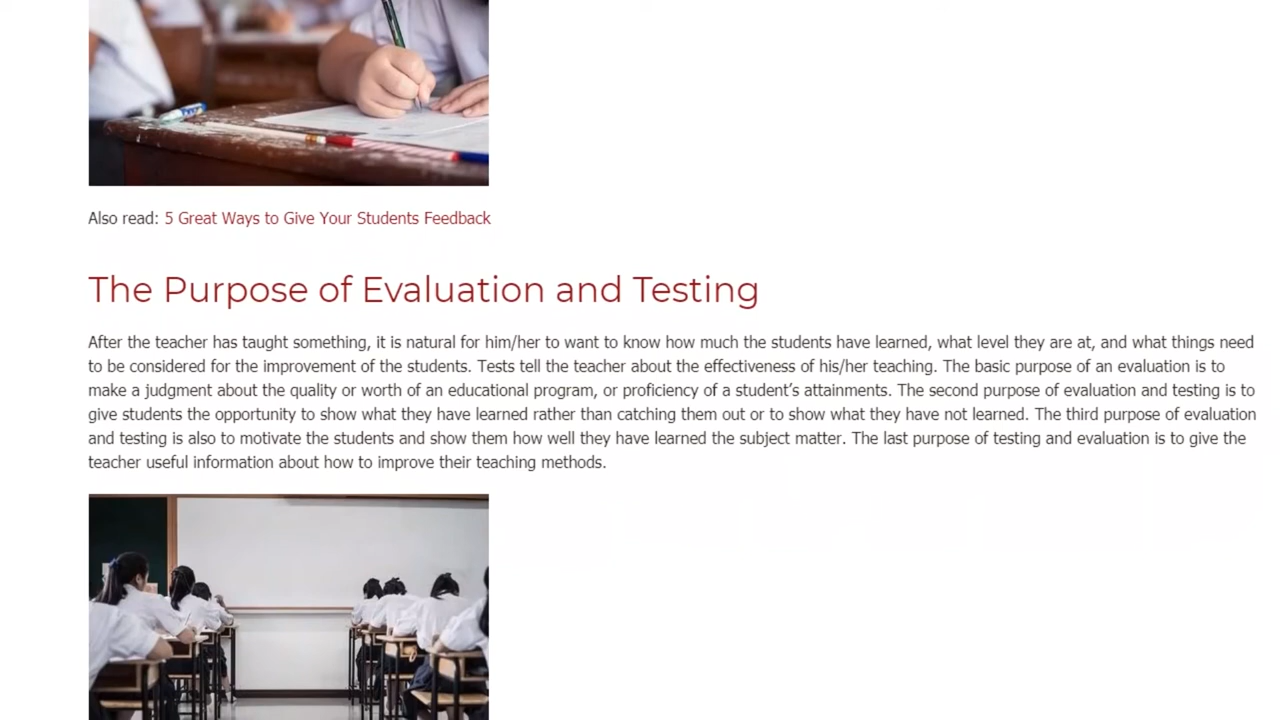 Also read: 5 Great Ways to Give Your Students Feedback
The Purpose of Evaluation and Testing
After the teacher has taught something, it is natural for him/her to want to know how much the students have learned, what level they are at, and what things need
to be considered for the improvement of the students. Tests tell the teacher about the effectiveness of his/her teaching. The basic purpose of an evaluation is to
make a judgment about the quality or worth of an educational program, or proficiency of a student’s attainments. The second purpose of evaluation and testing is to
give students the opportunity to show what they have learned rather than catching them out or to show what they have not learned. The third purpose of evaluation
and testing is also to motivate the students and show them how well they have learned the subject matter. The last purpose of testing and evaluation is to give the
teacher useful information about how to improve their teaching methods.